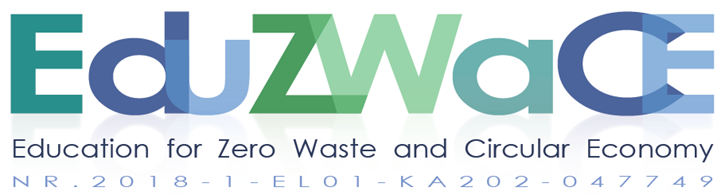 EduZWaCE
Education for Zero Waste and Circular Economy
NR.2018-1-EL01-KA202-047749